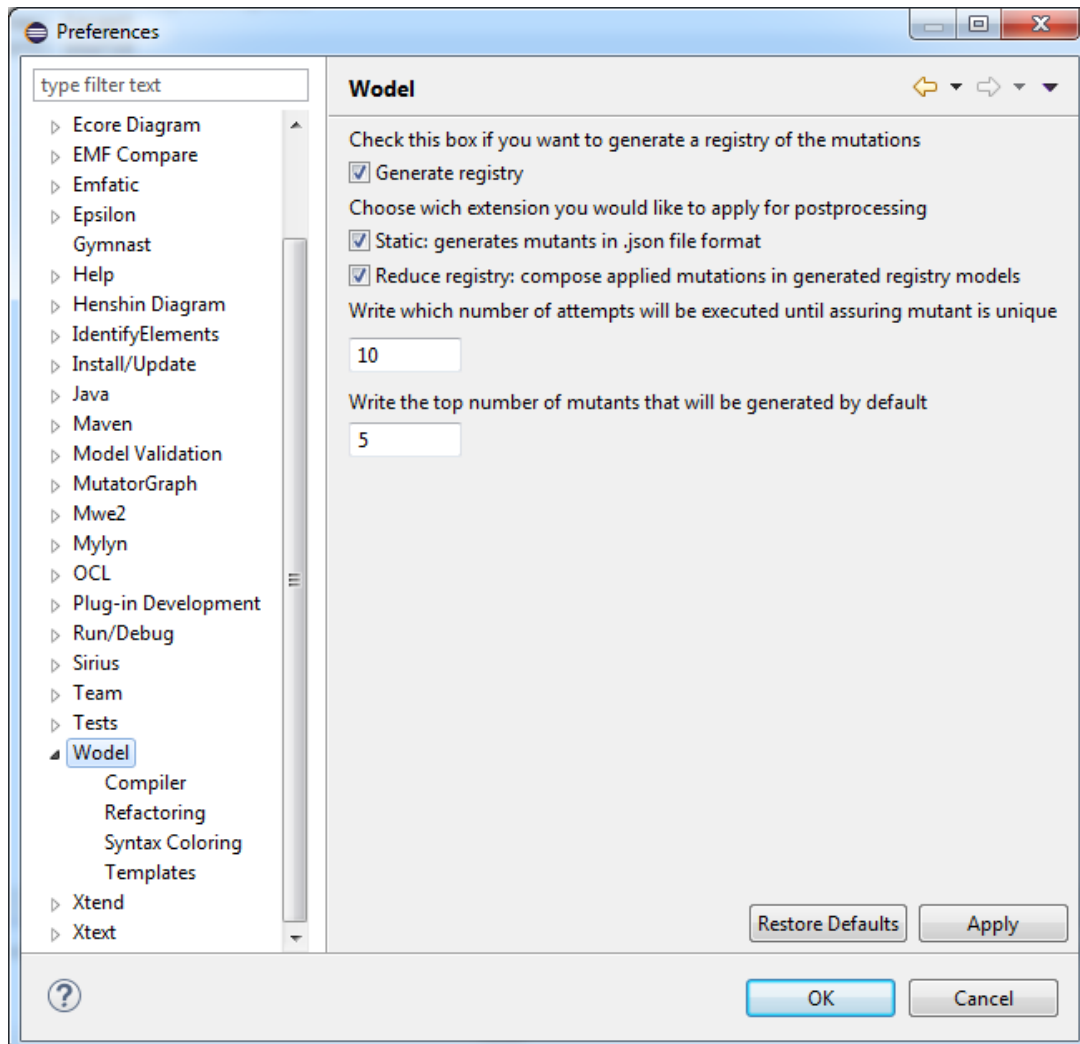 Preferences
type filter text
Ecore Diagram
EMF Compare
Emfatic
Epsilon
Gymnast
Help
Henshin Diagram
IdentifyElements
Install/Update
Java
Maven
Model Validation
MutatorGraph
Mwe2
Mylyn
OCL
Plug-in Development
Run/Debug
Sirius
Team
Tests
Wodel
Compiler
Refactoring
Syntax Coloring
Templates
Xtend
Xtext
Wodel
Check this box if you want to generate a registry of the mutations
Generate registry
Choose wich extension you would like to apply for postprocessing
Static: generates mutants in .json file format
Reduce registry: compose applied mutations in generated registry models
Write which number of attempts will be executed until assuring mutant is unique
10
Write the top number of mutants that will be generated by default
5
Restore Defaults
Apply
?
OK
Cancel